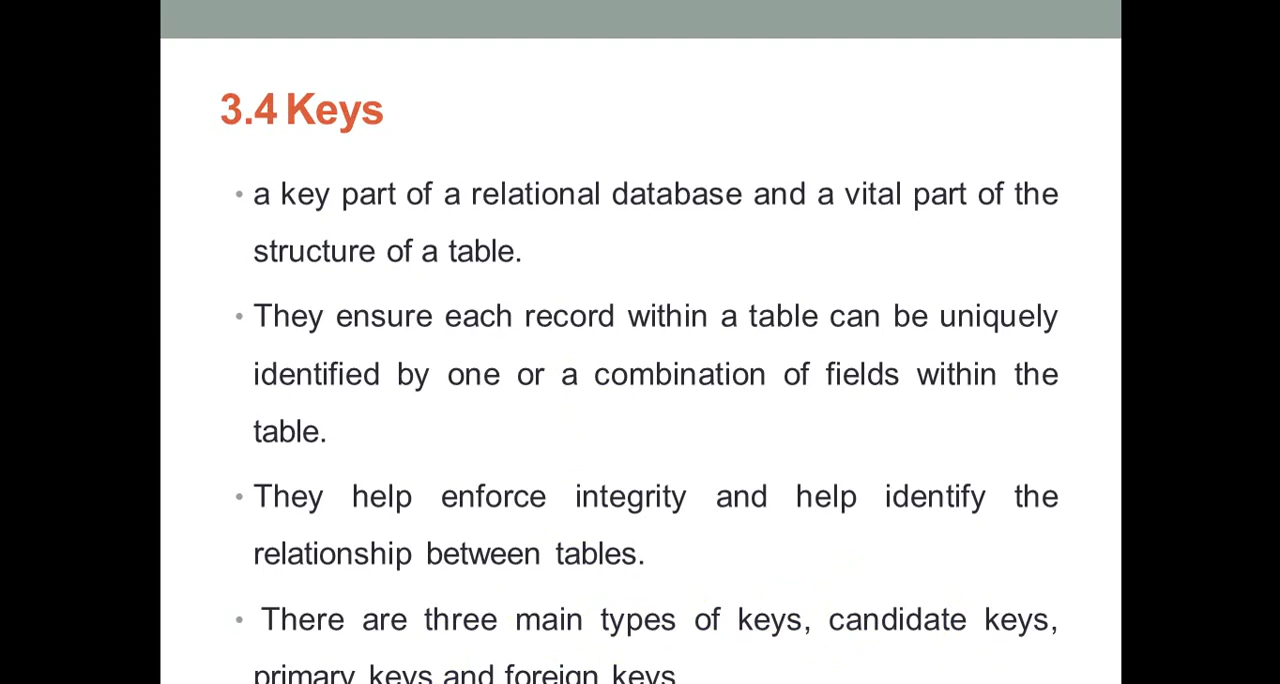 3.4 Keys
• a key part of a relational database and a vital part of the
structure of a table.
• They ensure each record within a table can be uniquely
identified by one or a combination of fields within the
table.
• They help enforce integrity and help identify the
relationship between tables.
• There are three main types of keys, candidate keys,
primary keys and foreign keys